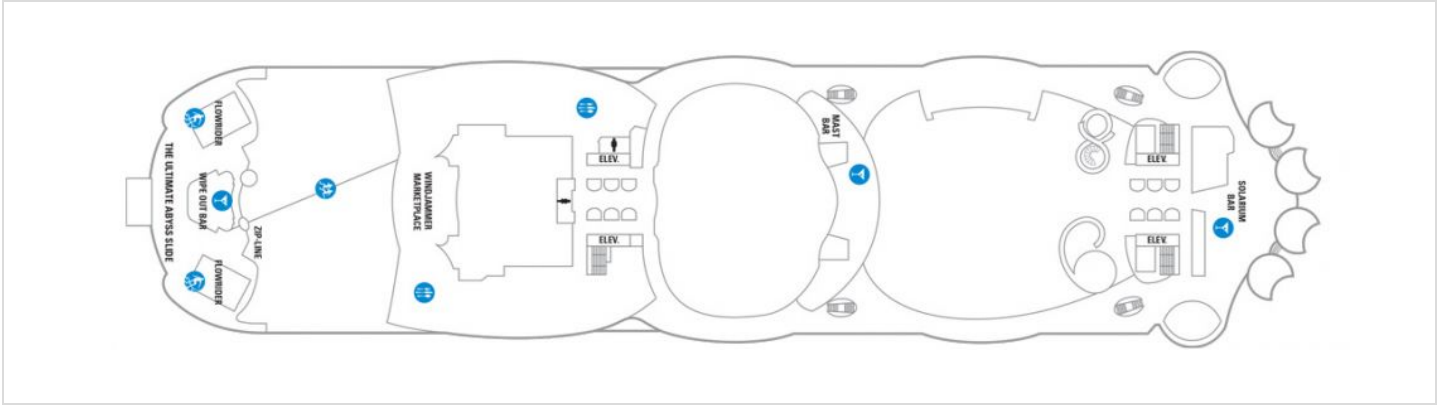 FLOWRIDER
THE ULTIMATE ABYSS SLIDE
WIPE OUT BAR
ZIP-LINE
FLOWRIDER
WINDJAMMER
MARKETPLACE
ELEV.
ELEV.
MAST
BAR
ELEV.
ELEV.
SOLARIUM
BAR